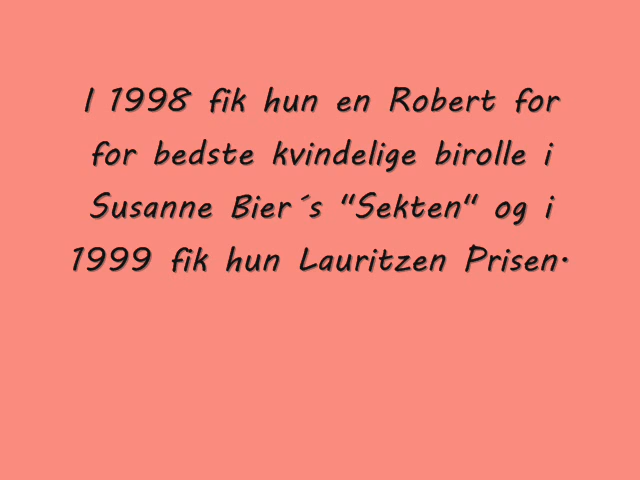 I 1998 fik hun en Robert for
for bedste kvindelige birolle i
Susanne Bier´s "Sekten" og i
1999 fik hun Lauritzen Prisen.